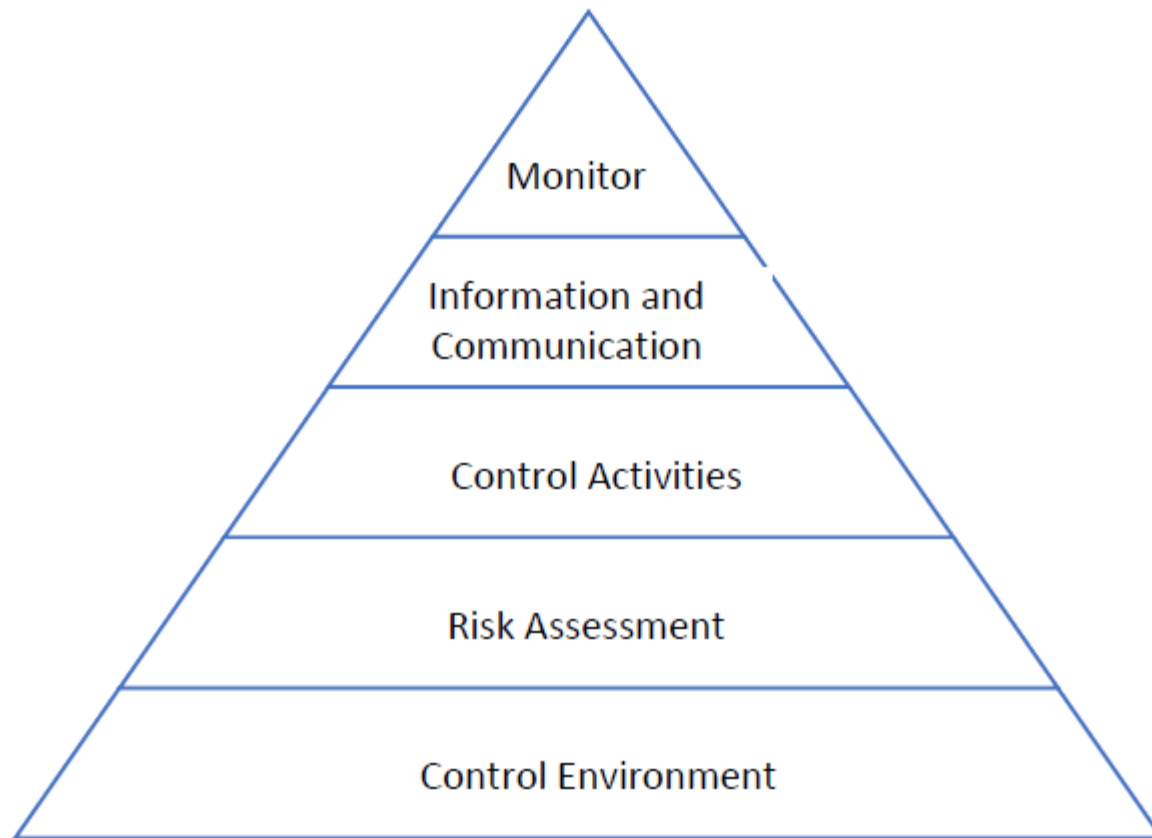 Monitor
Information and
Communication
Control Activities
Risk Assessment
Control Environment